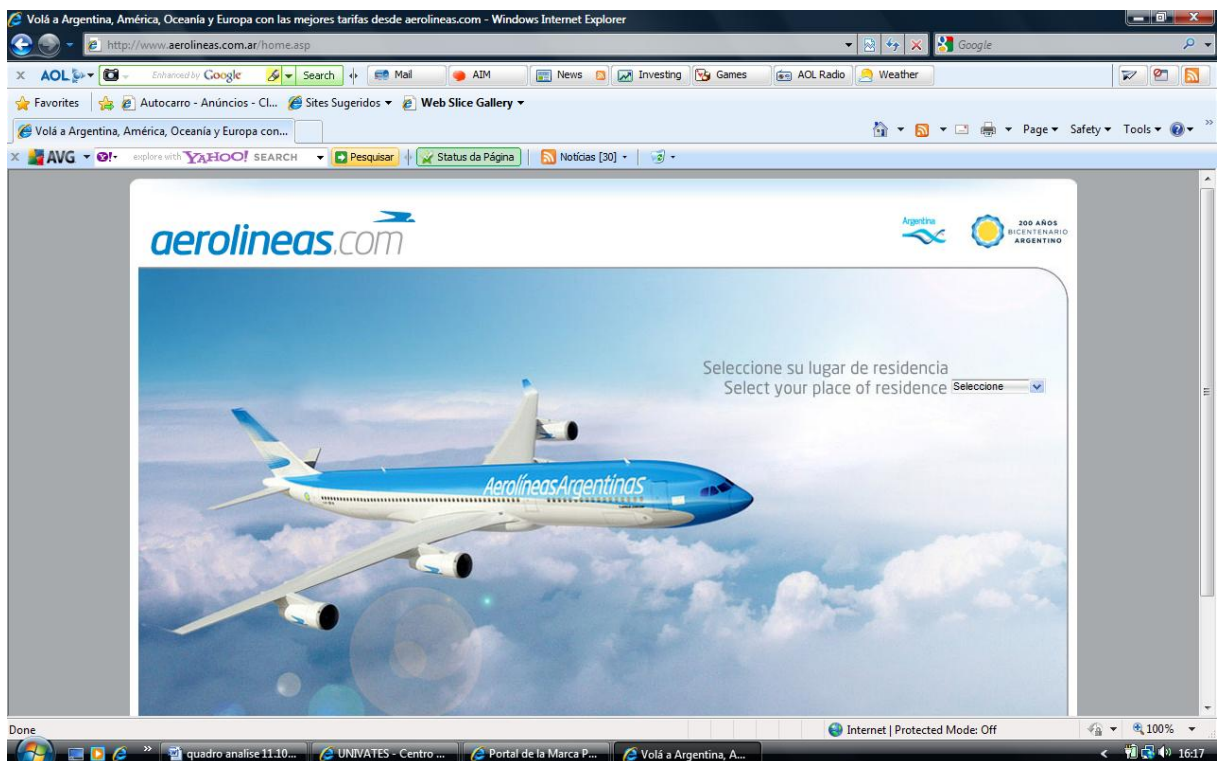 Volá a Argentina, América, Oceanía y Europa con las mejores tarifas desde aerolineas.com - Windows Internet Explorer
http://www.aerolineas.com.ar/home.asp
Google
x AOL Enhanced by Google Search Mail AIM News Investing Games AOL Radio Weather
Favorites Autocarro - Anúncios - Cl... Sites Sugeridos Web Slice Gallery
Volá a Argentina, América, Oceanía y Europa con... Page Safety Tools
x AVG explore with YAHOO! SEARCH Pesquisar Status da Página Notícias [30]
aerolineas.com
Argentina
200 AÑOS
BICENTENARIO
ARGENTINO
Seleccione su lugar de residencia
Select your place of residence Seleccione
AerolíneasArgentinas
Done Internet | Protected Mode: Off 100%
quadro analise 11.10... UNIVATES - Centro ... Portal de la Marca P... Volá a Argentina, A... 16:17